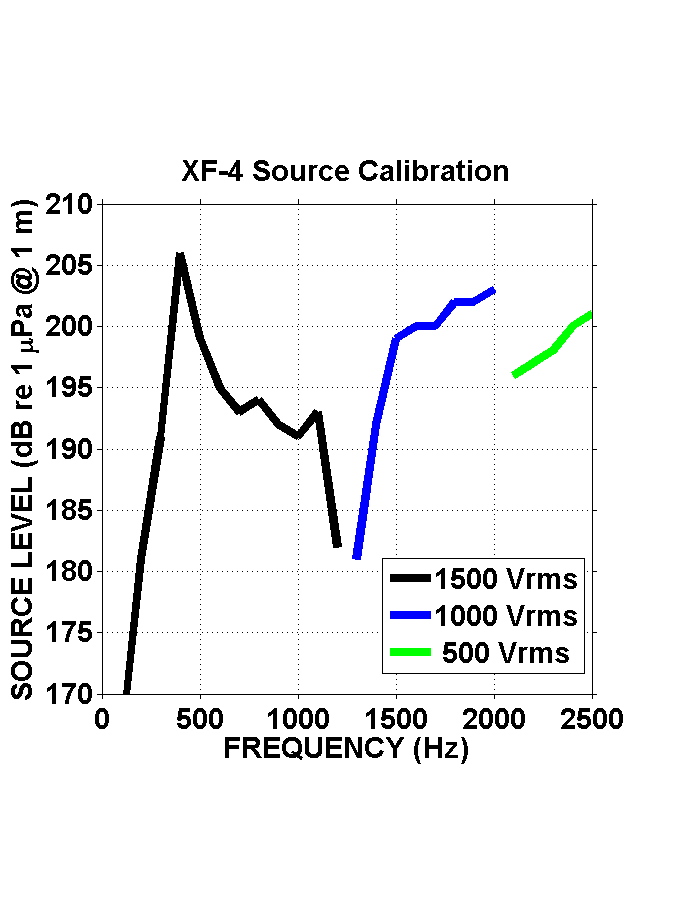 XF-4 Source Calibration
SOURCE LEVEL (dB re 1 μPa @ 1 m)
210
205
200
195
190
185
180
175
170
1500 Vrms
1000 Vrms
500 Vrms
0 500 1000 1500 2000 2500
FREQUENCY (Hz)